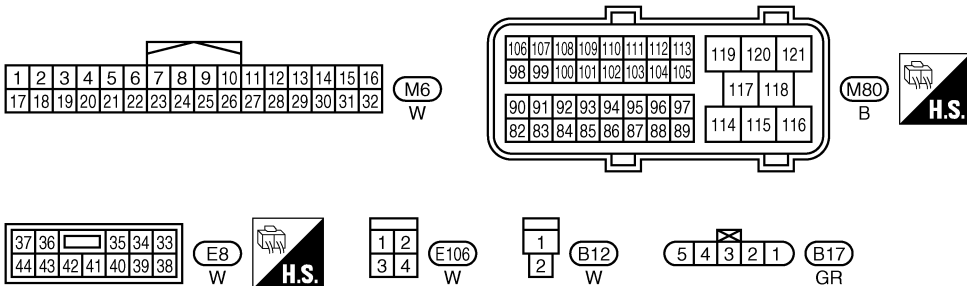 1 2 3 4 5 6 7 8 9 10 11 12 13 14 15 16
17 18 19 20 21 22 23 24 25 26 27 28 29 30 31 32
M6
W
106 107 108 109 110 111 112 113
98 99 100 101 102 103 104 105
90 91 92 93 94 95 96 97
82 83 84 85 86 87 88 89
119 120 121
117 118
114 115 116
M80
B
H.S.
37 36 35 34 33
44 43 42 41 40 39 38
E8
W
H.S.
1 2
3 4
E106
W
1
2
B12
W
5 4 3 2 1
B17
GR